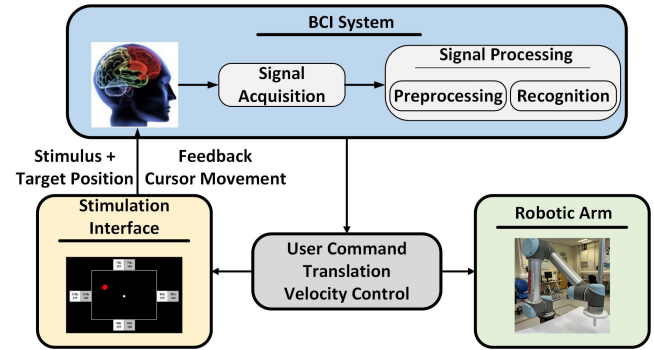 BCI System
Signal
Acquisition
Signal Processing
Preprocessing
Recognition
Stimulus +
Target Position
Feedback
Cursor Movement
Stimulation
Interface
User Command
Translation
Velocity Control
Robotic Arm